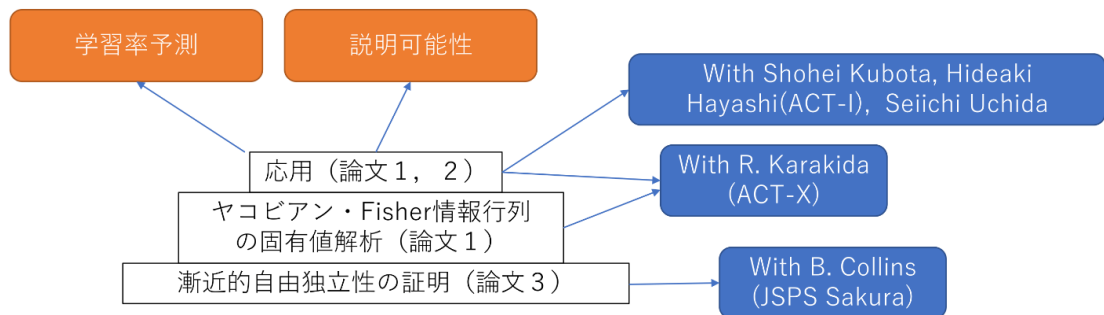 学習率予測
説明可能性
With Shohei Kubota, Hideaki
Hayashi(ACT-I),  Seiichi Uchida
応用（論文１，２）
With R. Karakida
(ACT-X)
ヤコビアン・Fisher情報行列
の固有値解析（論文１）
漸近的自由独立性の証明（論文３）
With B. Collins
(JSPS Sakura)